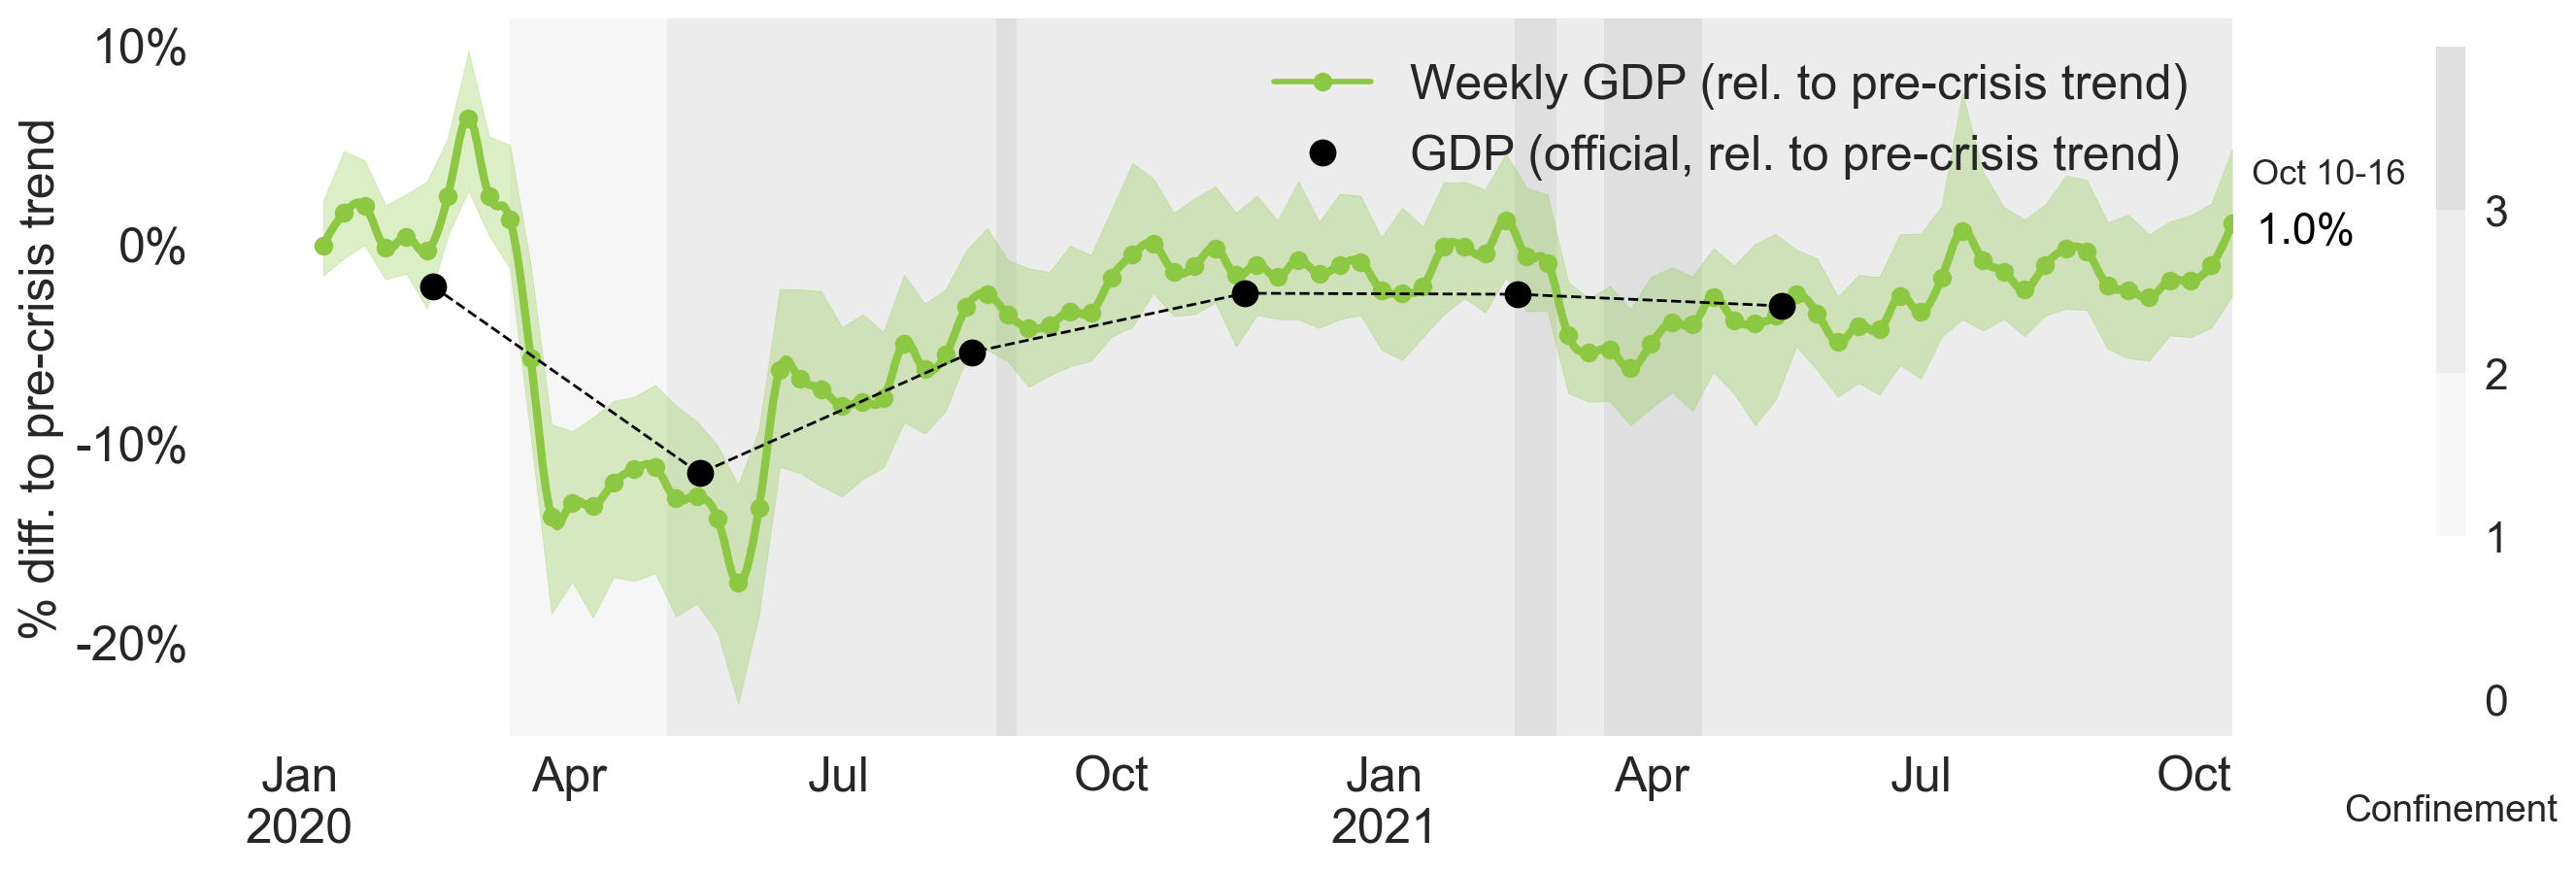 10%
0%
-10%
-20%
% diff. to pre-crisis trend
Weekly GDP (rel. to pre-crisis trend)
GDP (official, rel. to pre-crisis trend)
Oct 10-16
1.0%
3
2
1
0
Confinement
Jan Apr Jul Oct Jan Apr Jul Oct
2020 2021